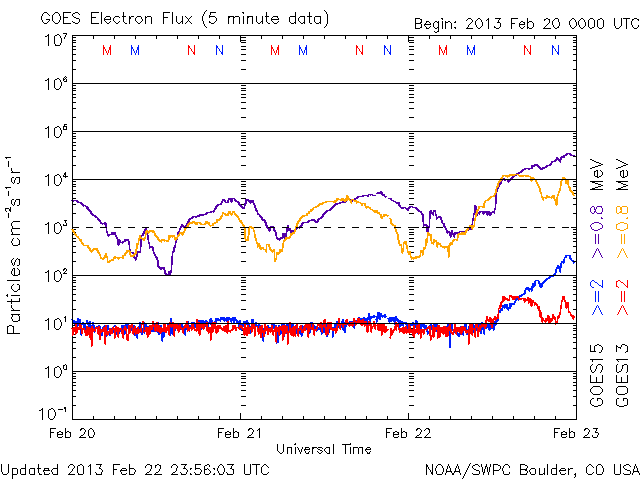 GOES Electron Flux (5 minute data)
Begin: 2013 Feb 20 0000 UTC
M M N N M M N N M M N N
10^7
10^6
10^5
10^4
10^3
10^2
10^1
10^0
10^-1
Particles cm^-2 s^-1 sr^-1
Feb 20 Feb 21 Feb 22 Feb 23
Universal Time
GOES15 >=2 >=0.8 MeV
GOES13 >=2 >=0.8 MeV
Updated 2013 Feb 22 23:56:03 UTC
NOAA/SWPC Boulder, CO USA